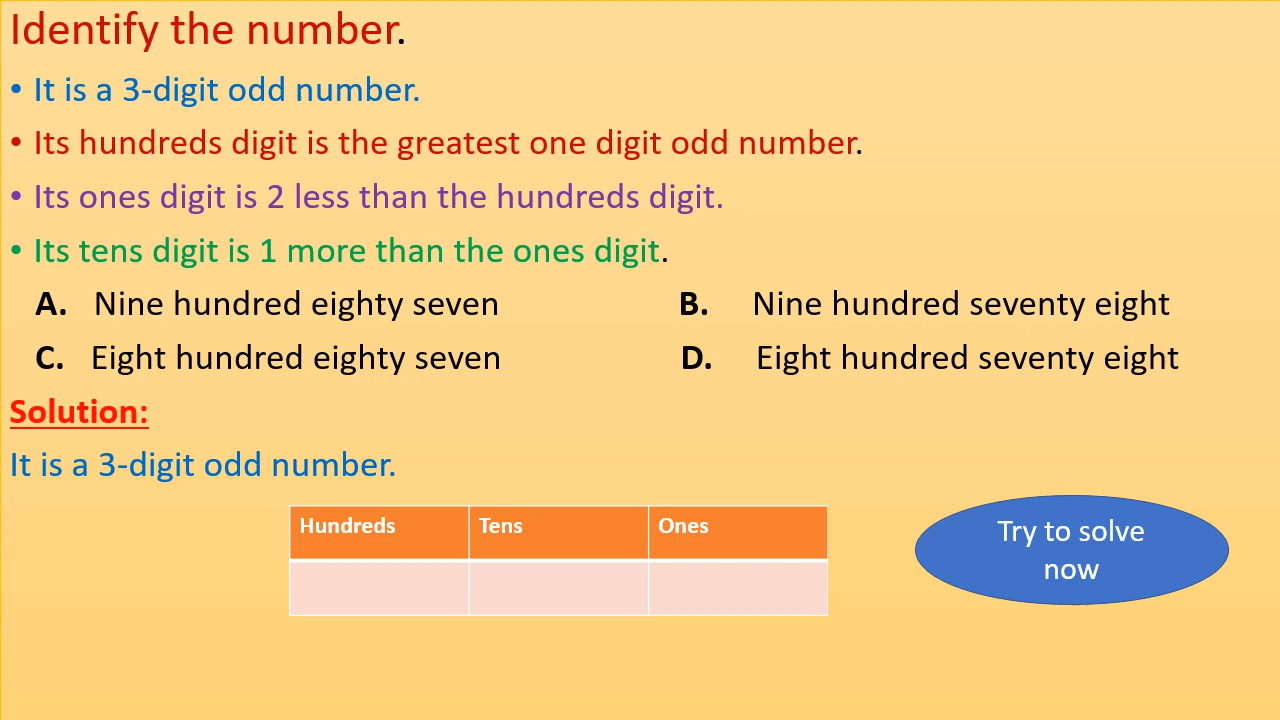 Identify the number.
• It is a 3-digit odd number.
• Its hundreds digit is the greatest one digit odd number.
• Its ones digit is 2 less than the hundreds digit.
• Its tens digit is 1 more than the ones digit.
A. Nine hundred eighty seven B. Nine hundred seventy eight
C. Eight hundred eighty seven D. Eight hundred seventy eight
Solution:
It is a 3-digit odd number.
Hundreds Tens Ones
Try to solve
now